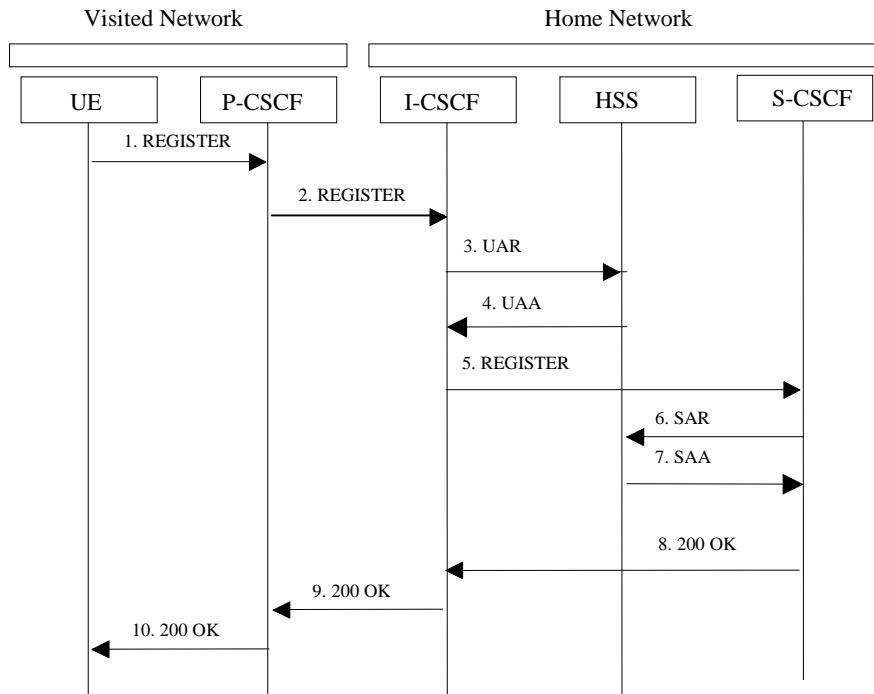 Visited Network
Home Network
UE
P-CSCF
I-CSCF
HSS
S-CSCF
1. REGISTER
2. REGISTER
3. UAR
4. UAA
5. REGISTER
6. SAR
7. SAA
8. 200 OK
9. 200 OK
10. 200 OK